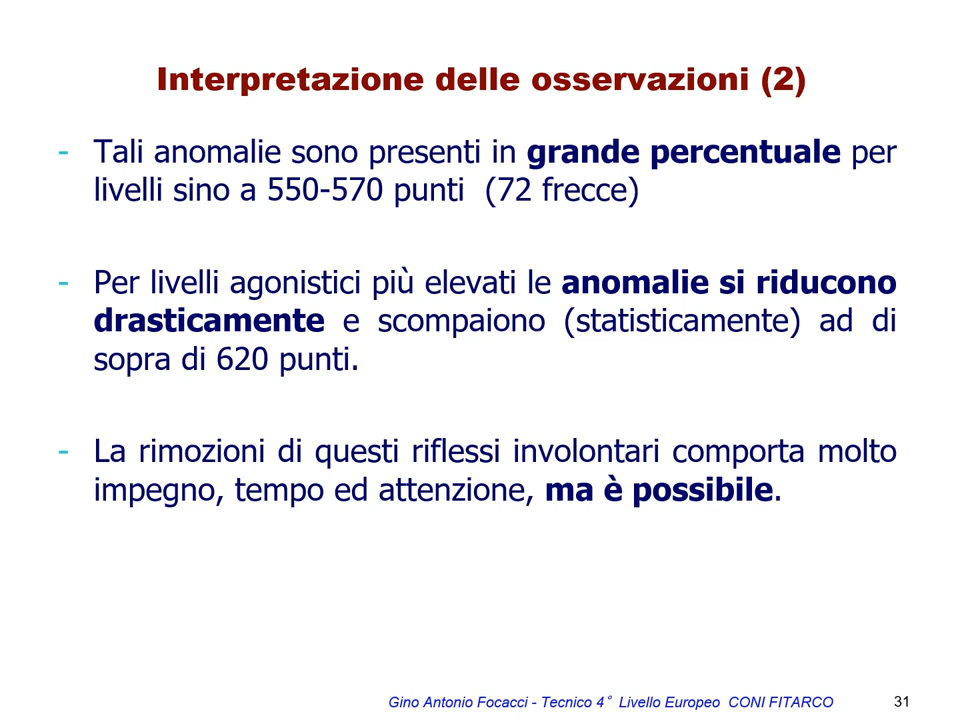 Interpretazione delle osservazioni (2)
- Tali anomalie sono presenti in grande percentuale per
livelli sino a 550-570 punti (72 frecce)
- Per livelli agonistici più elevati le anomalie si riducono
drasticamente e scompaiono (statisticamente) ad di
sopra di 620 punti.
- La rimozioni di questi riflessi involontari comporta molto
impegno, tempo ed attenzione, ma è possibile.
Gino Antonio Focacci - Tecnico 4° Livello Europeo CONI FITARCO
31